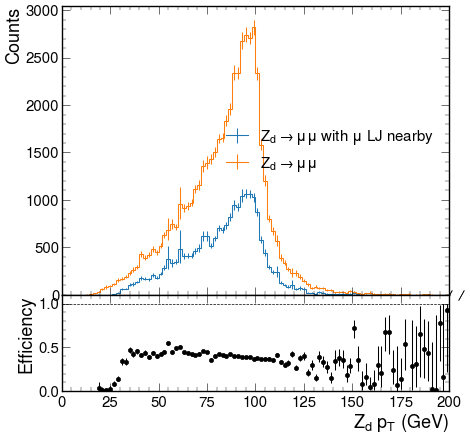 Counts
3000
2500
2000
1500
1000
500
0
Z_d → μ μ with μ LJ nearby
Z_d → μ μ
Efficiency
1.0
0.5
0.0
0 25 50 75 100 125 150 175 200
Z_d p_T (GeV)